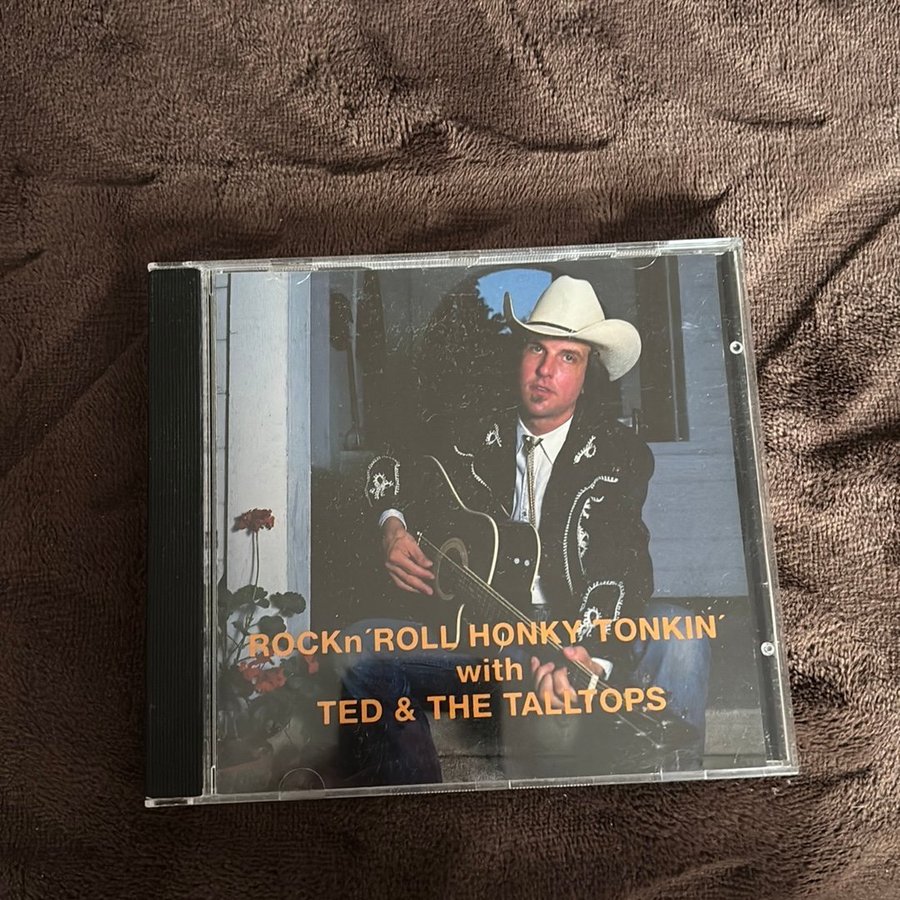 ROCKn´ROLL HONKY TONKIN´
with
TED & THE TALLTOPS